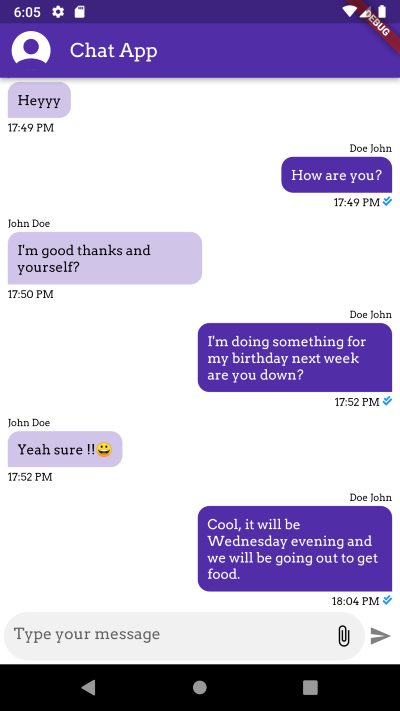 6:05
DEBUG
Chat App
Heyyy
17:49 PM
Doe John
How are you?
17:49 PM
John Doe
I'm good thanks and
yourself?
17:50 PM
Doe John
I'm doing something for
my birthday next week
are you down?
17:52 PM
John Doe
Yeah sure !!😀
17:52 PM
Doe John
Cool, it will be
Wednesday evening and
we will be going out to get
food.
18:04 PM
Type your message